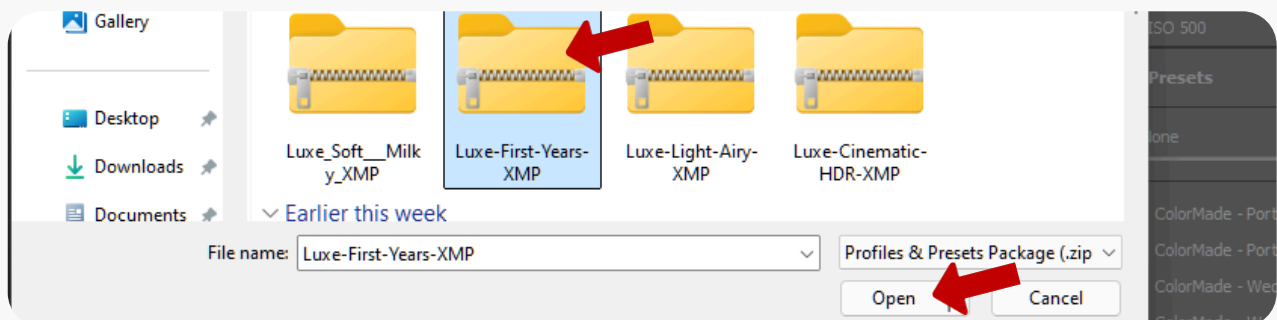 Gallery
Desktop
Downloads
Documents
Luxe_Soft___Milk
y_XMP
Luxe-First-Years-
XMP
Luxe-Light-Airy-
XMP
Luxe-Cinematic-
HDR-XMP
Earlier this week
File name:
Luxe-First-Years-XMP
Profiles & Presets Package (.zip
Open
Cancel
ISO 500
Presets
lone
ColorMade - Port
ColorMade - Port
ColorMade - Wed